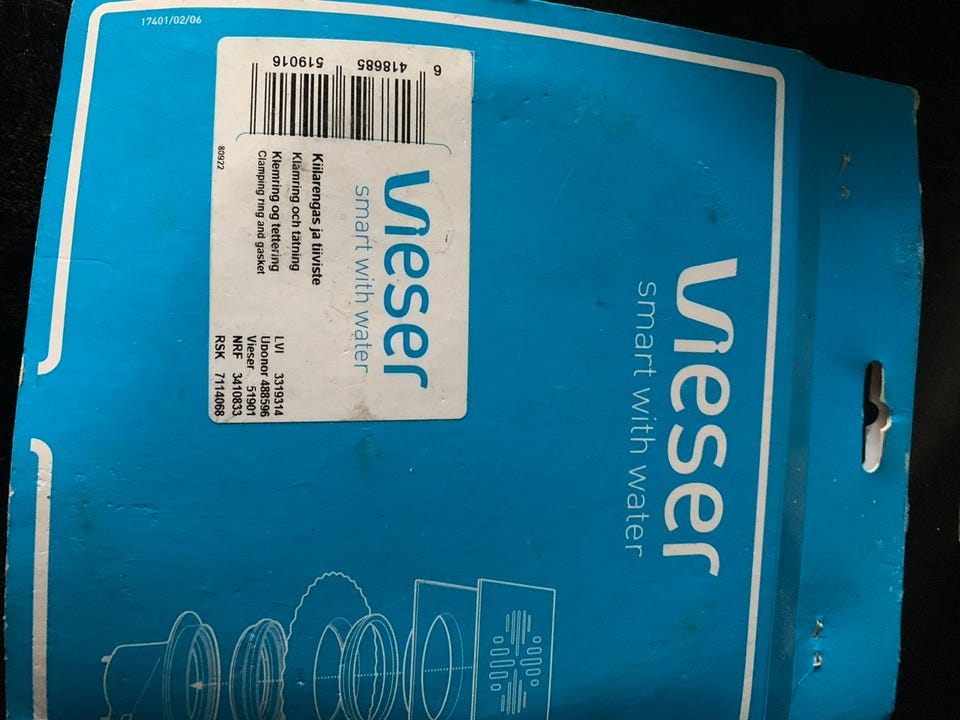 17401/02/06
vieser
smart with water
6 418685 519016
vieser
smart with water
Kiilarengas ja tiiviste
Klämring och tätning
Klemring og tettering
Clamping ring and gasket
80922
LVI 3319314
Uponor 488596
Vieser 51901
NRF 3410833
RSK 7114068